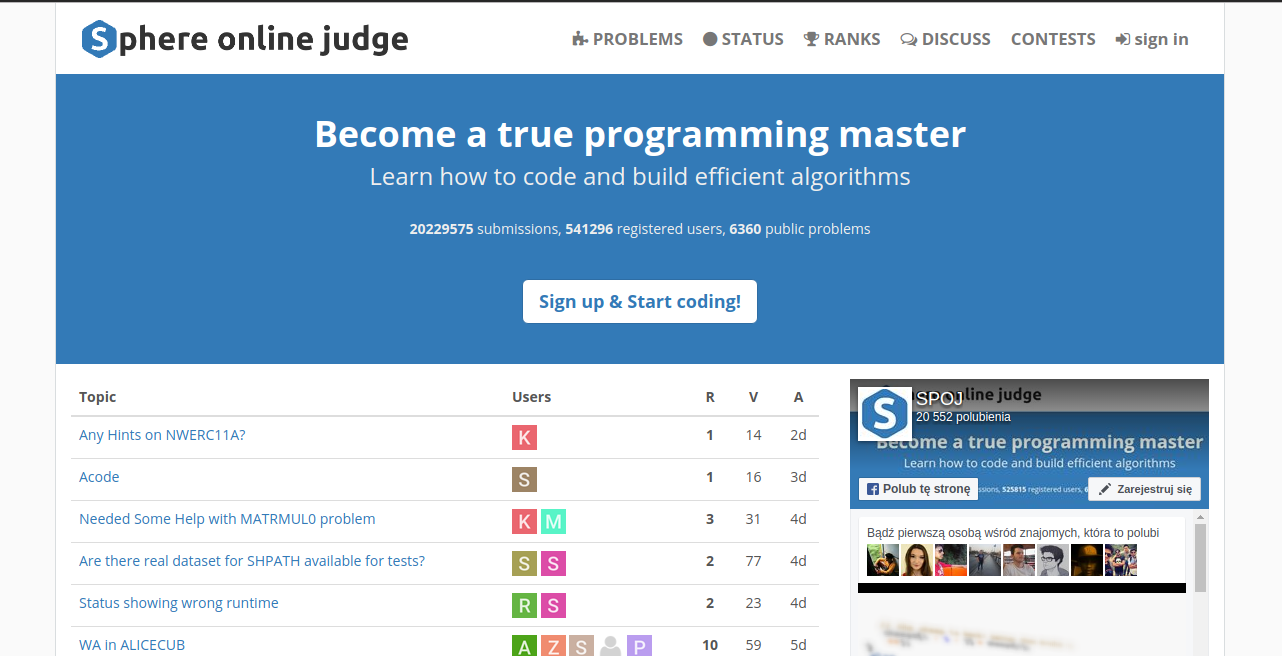 Sphere online judge
PROBLEMS STATUS RANKS DISCUSS CONTESTS sign in
Become a true programming master
Learn how to code and build efficient algorithms
20229575 submissions, 541296 registered users, 6360 public problems
Sign up & Start coding!
Topic Users R V A
Any Hints on NWERC11A? K 1 14 2d
Acode S 1 16 3d
Needed Some Help with MATRMUL0 problem K M 3 31 4d
Are there real dataset for SHPATH available for tests? S S 2 77 4d
Status showing wrong runtime R S 2 23 4d
WA in ALICECUB A Z S P 10 59 5d
online judge
S SPOJ
20 552 polubienia
Become a true programming master
Learn how to code and build efficient algorithms
525815 registered users,
Polub tę stronę Zarejestruj się
Bądź pierwszą osobą wśród znajomych, która to polubi